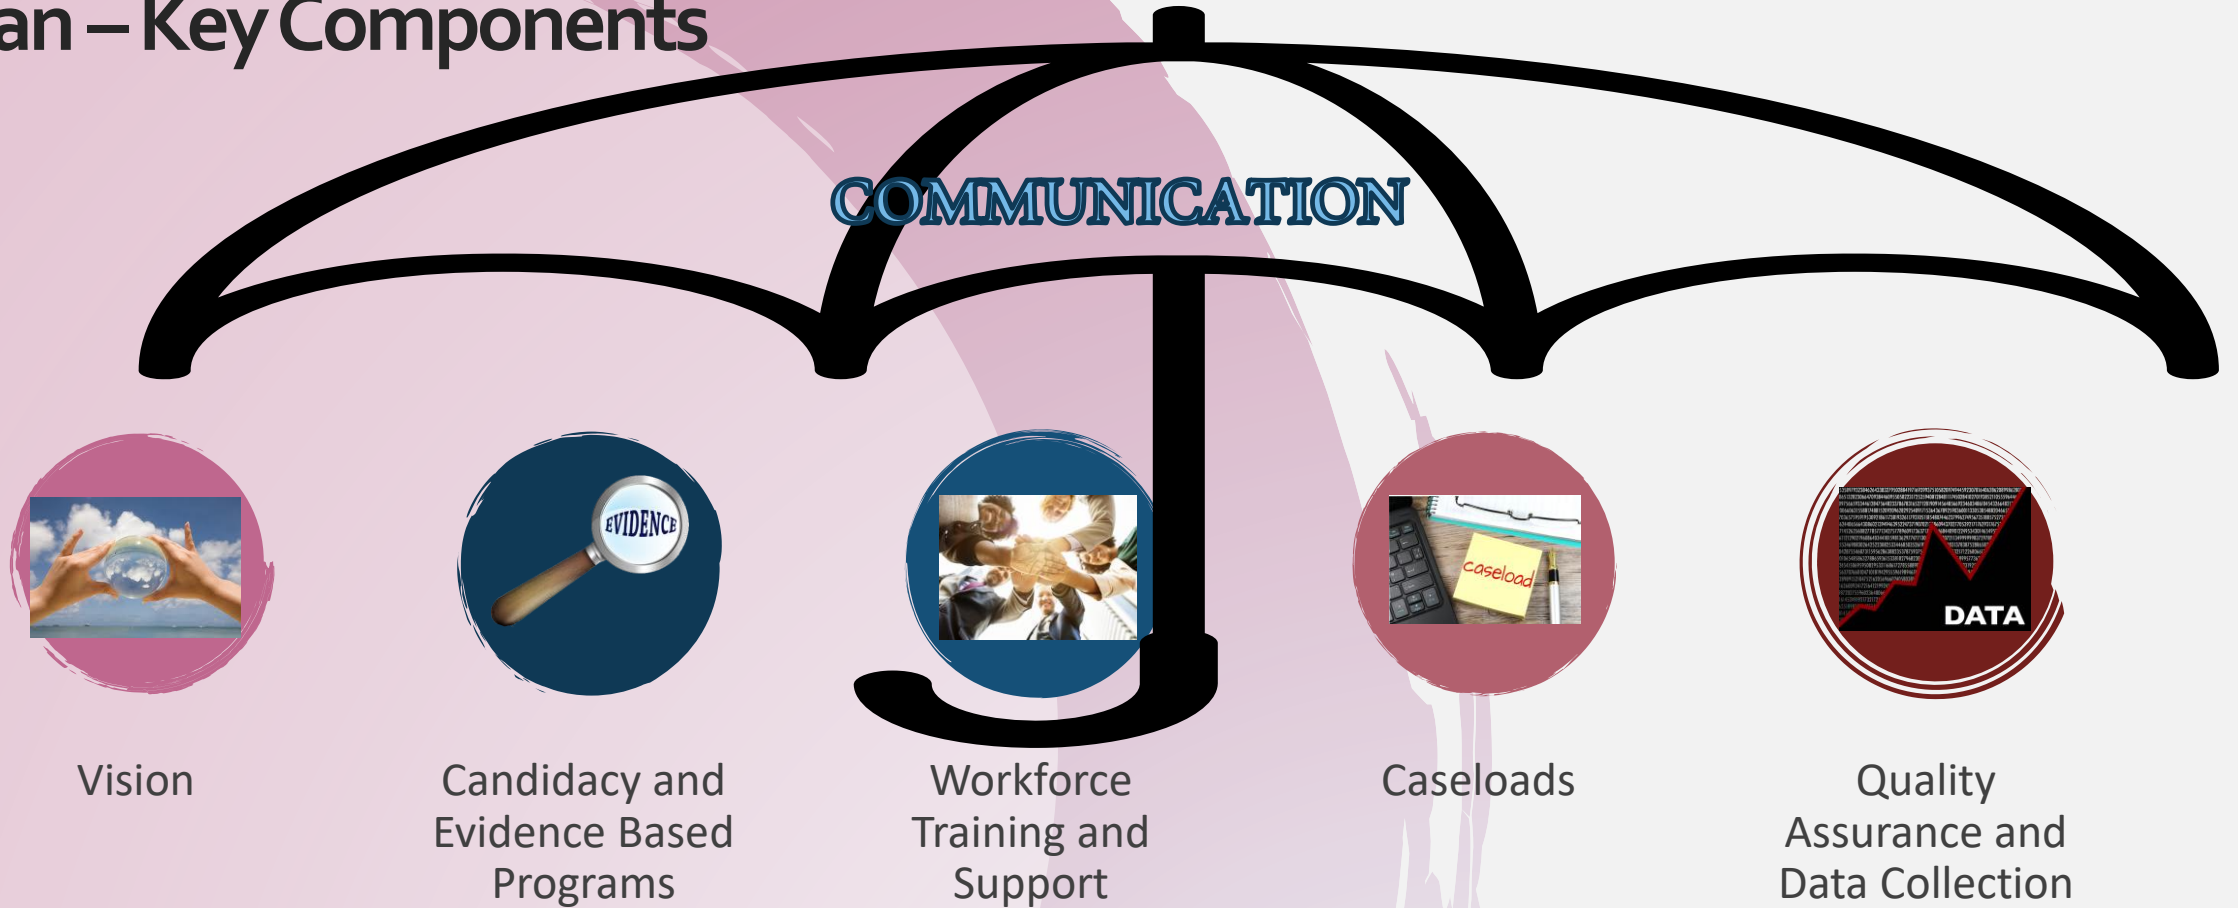 an – Key Components
COMMUNICATION
EVIDENCE
caseload
DATA
Vision
Candidacy and
Evidence Based
Programs
Workforce
Training and
Support
Caseloads
Quality
Assurance and
Data Collection